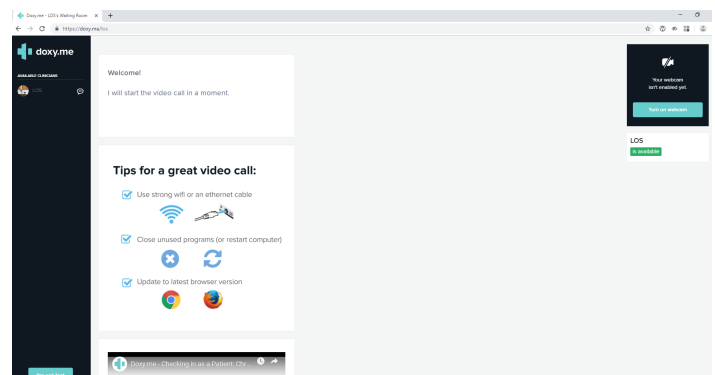 Doxy.me - LOS's Waiting Room
https://doxy.me/los
doxy.me
AVAILABLE CLINICIANS
LOS
Welcome!
I will start the video call in a moment.
Tips for a great video call:
Use strong wifi or an ethernet cable
Close unused programs (or restart computer)
Update to latest browser version
Doxy.me - Checking in as a Patient: Chr...
Your webcam
isn't enabled yet.
Turn on webcam
LOS
is available